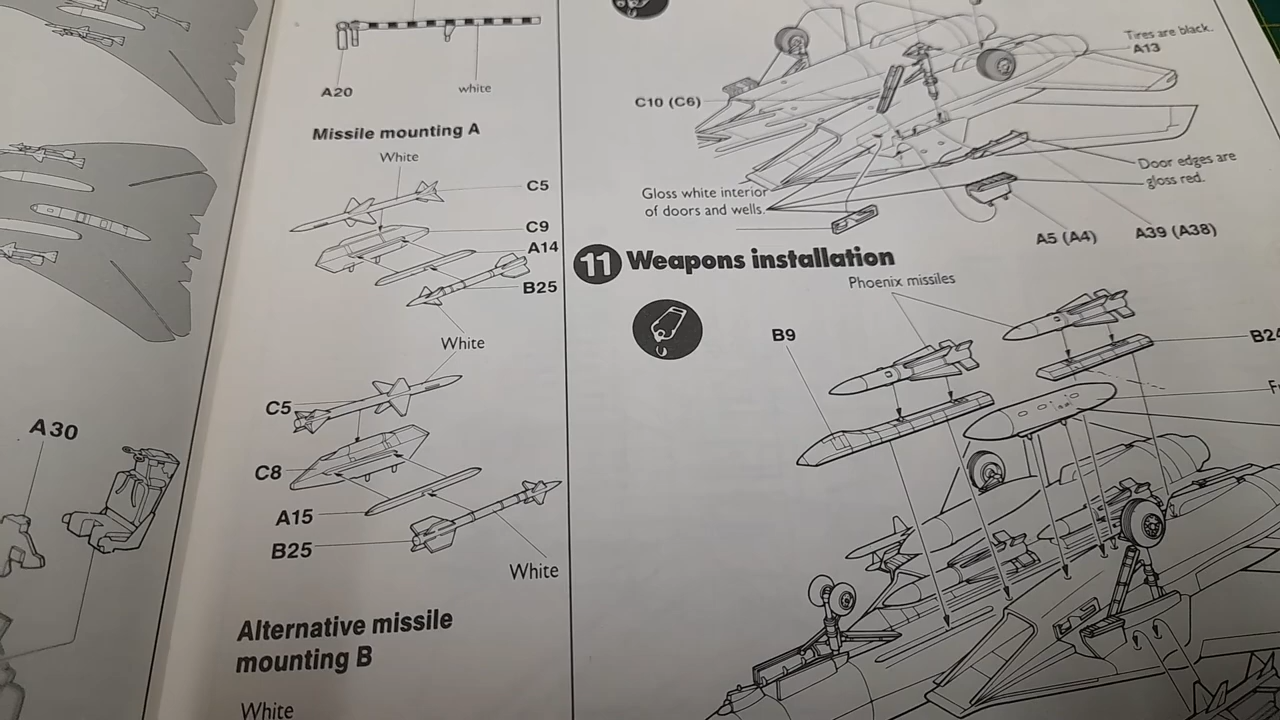 A20
white
Missile mounting A
White
C5
C9
A14
B25
White
C5
C8
A15
B25
White
Alternative missile
mounting B
White
A30
Tires are black.
A13
C10 (C6)
Door edges are
gloss red.
Gloss white interior
of doors and wells.
A5 (A4)
A39 (A38)
11 Weapons installation
Phoenix missiles
B9